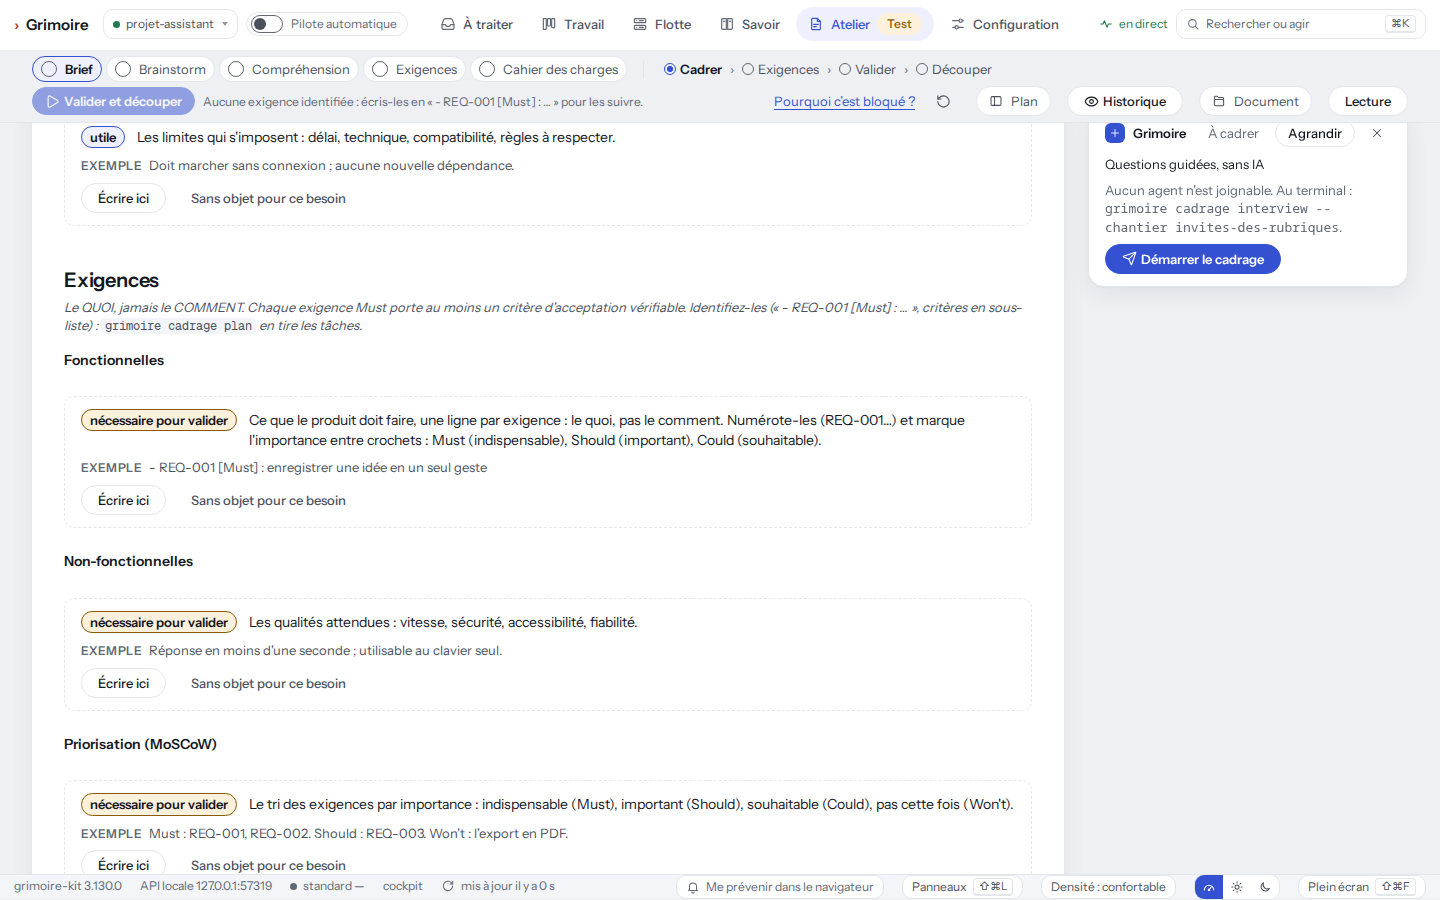 Grimoire
projet-assistant
Pilote automatique
À traiter
Travail
Flotte
Savoir
Atelier
Test
Configuration
en direct
Rechercher ou agir
⌘K
Brief
Brainstorm
Compréhension
Exigences
Cahier des charges
Cadrer › Exigences › Valider › Découper
Valider et découper
Aucune exigence identifiée : écris-les en « - REQ-001 [Must] : … » pour les suivre.
Pourquoi c'est bloqué ?
Plan
Historique
Document
Lecture
utile
Les limites qui s'imposent : délai, technique, compatibilité, règles à respecter.
EXEMPLE Doit marcher sans connexion ; aucune nouvelle dépendance.
Écrire ici
Sans objet pour ce besoin
Exigences
Le QUOI, jamais le COMMENT. Chaque exigence Must porte au moins un critère d'acceptation vérifiable. Identifiez-les (« - REQ-001 [Must] : … », critères en sous-
liste) : grimoire cadrage plan en tire les tâches.
Fonctionnelles
nécessaire pour valider
Ce que le produit doit faire, une ligne par exigence : le quoi, pas le comment. Numérote-les (REQ-001…) et marque
l'importance entre crochets : Must (indispensable), Should (important), Could (souhaitable).
EXEMPLE - REQ-001 [Must] : enregistrer une idée en un seul geste
Écrire ici
Sans objet pour ce besoin
Non-fonctionnelles
nécessaire pour valider
Les qualités attendues : vitesse, sécurité, accessibilité, fiabilité.
EXEMPLE Réponse en moins d'une seconde ; utilisable au clavier seul.
Écrire ici
Sans objet pour ce besoin
Priorisation (MoSCoW)
nécessaire pour valider
Le tri des exigences par importance : indispensable (Must), important (Should), souhaitable (Could), pas cette fois (Won't).
EXEMPLE Must : REQ-001, REQ-002. Should : REQ-003. Won't : l'export en PDF.
Écrire ici
Sans objet pour ce besoin
Grimoire
À cadrer
Agrandir
Questions guidées, sans IA
Aucun agent n'est joignable. Au terminal :
grimoire cadrage interview --
chantier invites-des-rubriques.
Démarrer le cadrage
grimoire-kit 3.130.0
API locale 127.0.0.1:57319
standard —
cockpit
mis à jour il y a 0 s
Me prévenir dans le navigateur
Panneaux
⇧⌘L
Densité : confortable
Plein écran
⇧⌘F